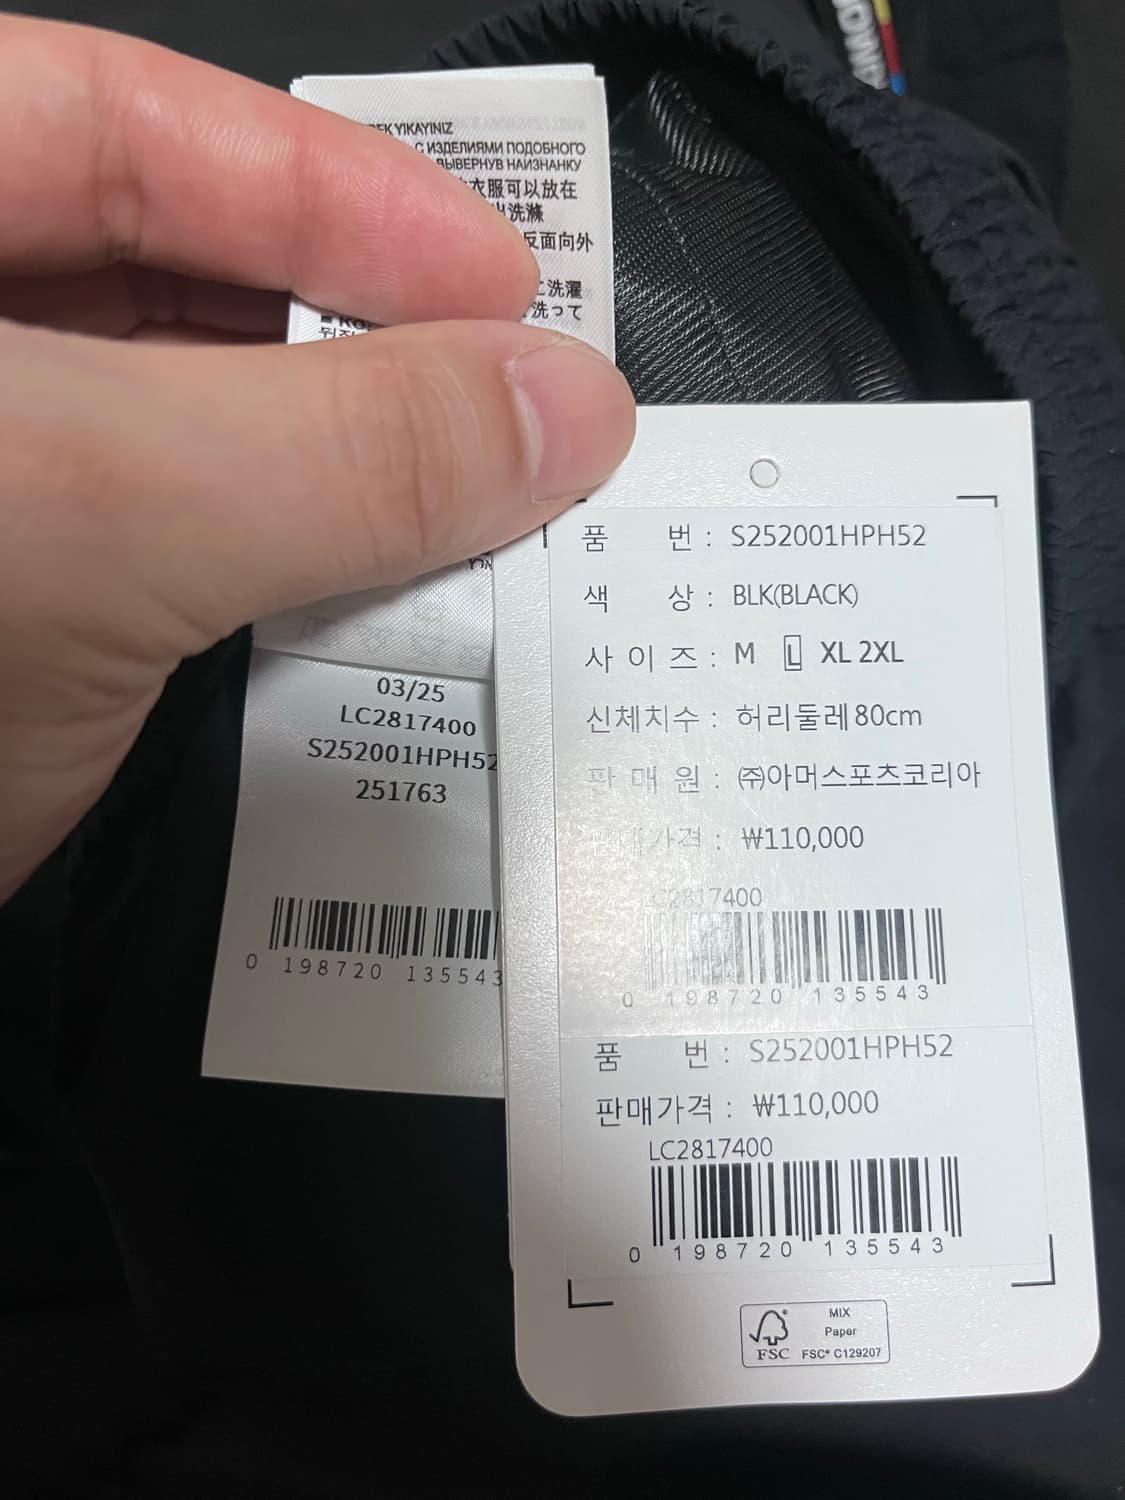 YIKAYINIZ
С ИЗДЕЛИЯМИ ПОДОБНОГО
ВЫВЕРНУВ НАИЗНАНКУ
衣服可以放在
洗滌
反面向外
に洗濯
洗って
03/25
LC2817400
S252001HPH52
251763
0 198720 135543
품 번 : S252001HPH52
색 상 : BLK(BLACK)
사 이 즈 : M L XL 2XL
신체치수 : 허리둘레 80cm
판 매 원 : ㈜아머스포츠코리아
판매가격 : ₩110,000
LC2817400
0 198720 135543
품 번 : S252001HPH52
판매가격 : ₩110,000
LC2817400
0 198720 135543
MIX
Paper
FSC FSC® C129207